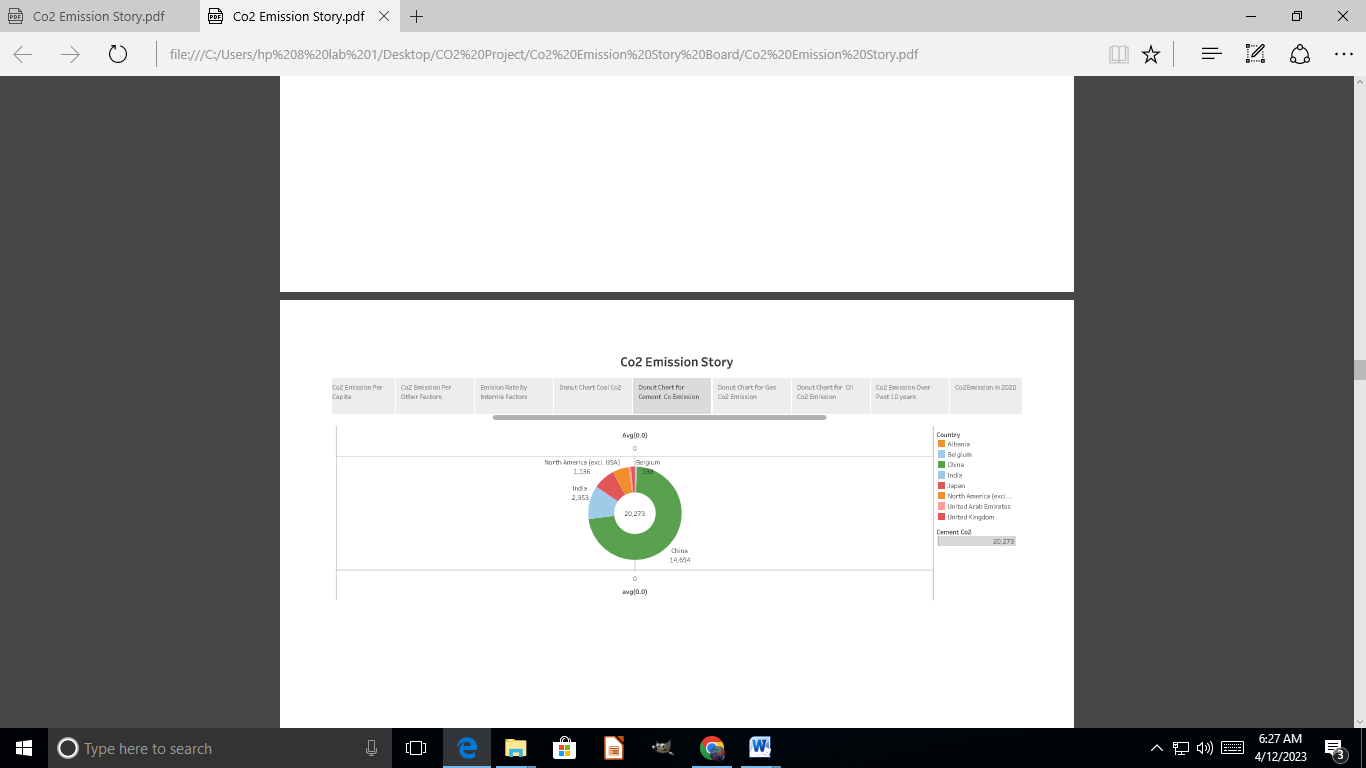 Co2 Emission Story.pdf
Co2 Emission Story.pdf
file:///C:/Users/hp%208%20lab%201/Desktop/CO2%20Project/Co2%20Emission%20Story%20Board/Co2%20Emission%20Story.pdf
Co2 Emission Story
Co2 Emission Per
Capita
Co2 Emission Per
Other Factors
Emision Rate by
Internla Factors
Donut Chart Coal Co2
Donut Chart for
Cement Co Emission
Donut Chart for Gas
Co2 Emission
Donut Chart for Oil
Co2 Emission
Co2 Emission Over
Past 10 years
Co2Emission in 2020
Avg(0.0)
0
North America (excl. USA)
1,136
Belgium
133
India
2,353
20,273
China
14,654
0
avg(0.0)
Country
Albania
Belgium
China
India
Japan
North America (excl...
United Arab Emirates
United Kingdom
Cement Co2
20,273
Type here to search
6:27 AM
4/12/2023
3